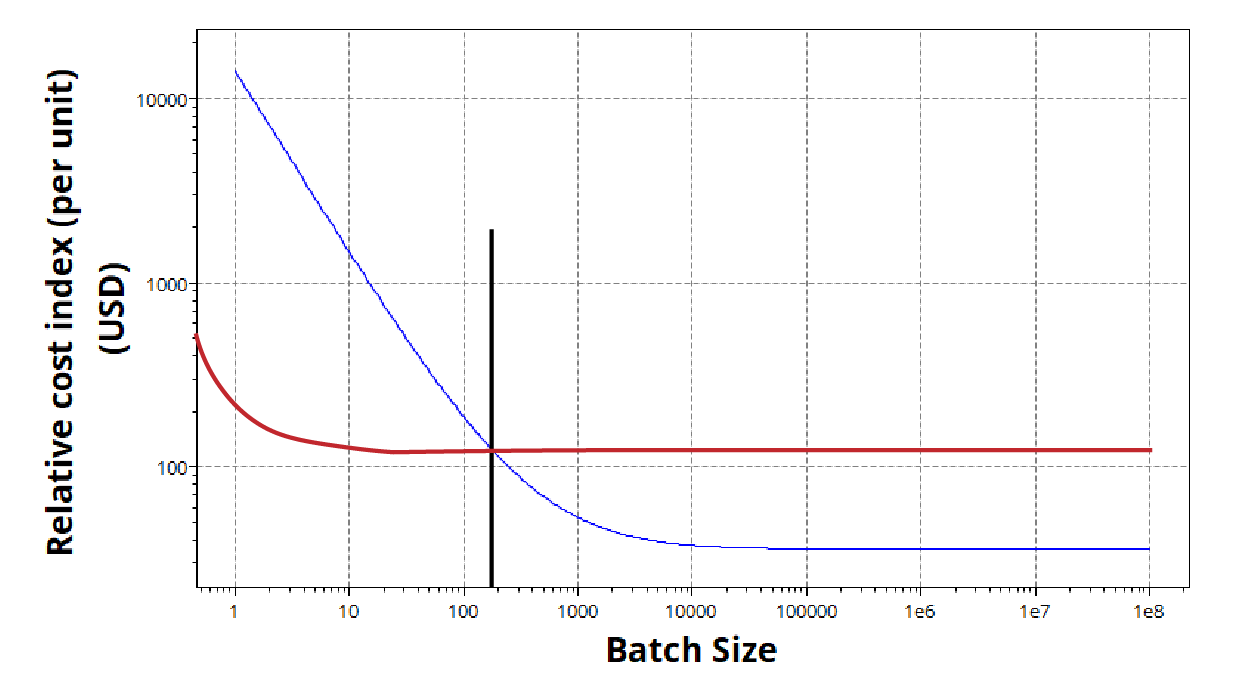 Relative cost index (per unit)
(USD)
10000
1000
100
1 10 100 1000 10000 100000 1e6 1e7 1e8
Batch Size